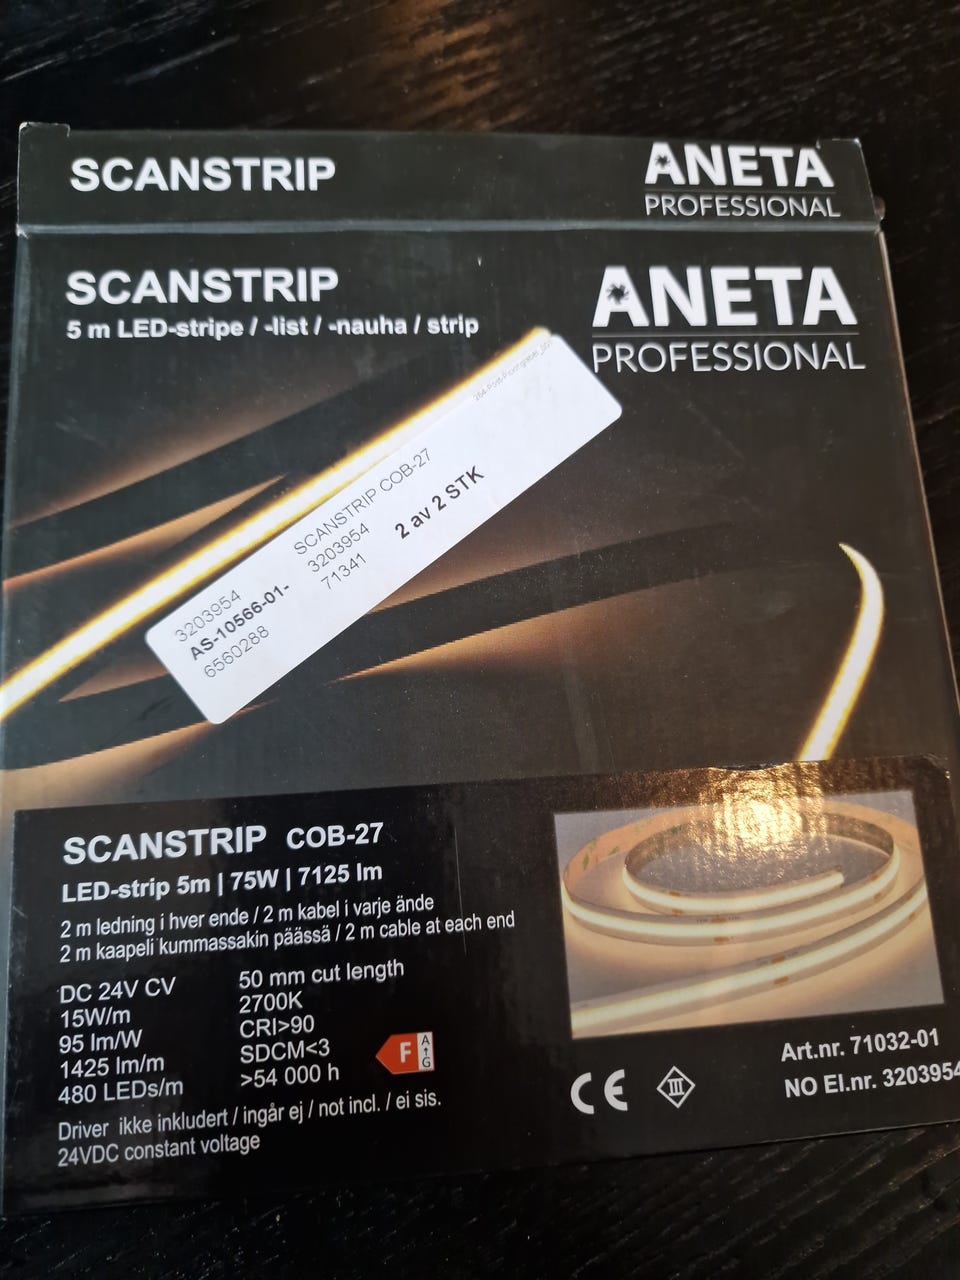 SCANSTRIP
ANETA
PROFESSIONAL
SCANSTRIP
5 m LED-stripe / -list / -nauha / strip
ANETA
PROFESSIONAL
SCANSTRIP COB-27
3203954
3203954
2 av 2 STK
AS-10566-01-
71341
6560288
SCANSTRIP COB-27
LED-strip 5m | 75W | 7125 lm
2 m ledning i hver ende / 2 m kabel i varje ände
2 m kaapeli kummassakin päässä / 2 m cable at each end
DC 24V CV
15W/m
95 lm/W
1425 lm/m
480 LEDs/m
50 mm cut length
2700K
CRI>90
SDCM<3
>54 000 h
F
A
↑
G
Driver ikke inkludert / ingår ej / not incl. / ei sis.
24VDC constant voltage
CE
III
Art.nr. 71032-01
NO El.nr. 3203954